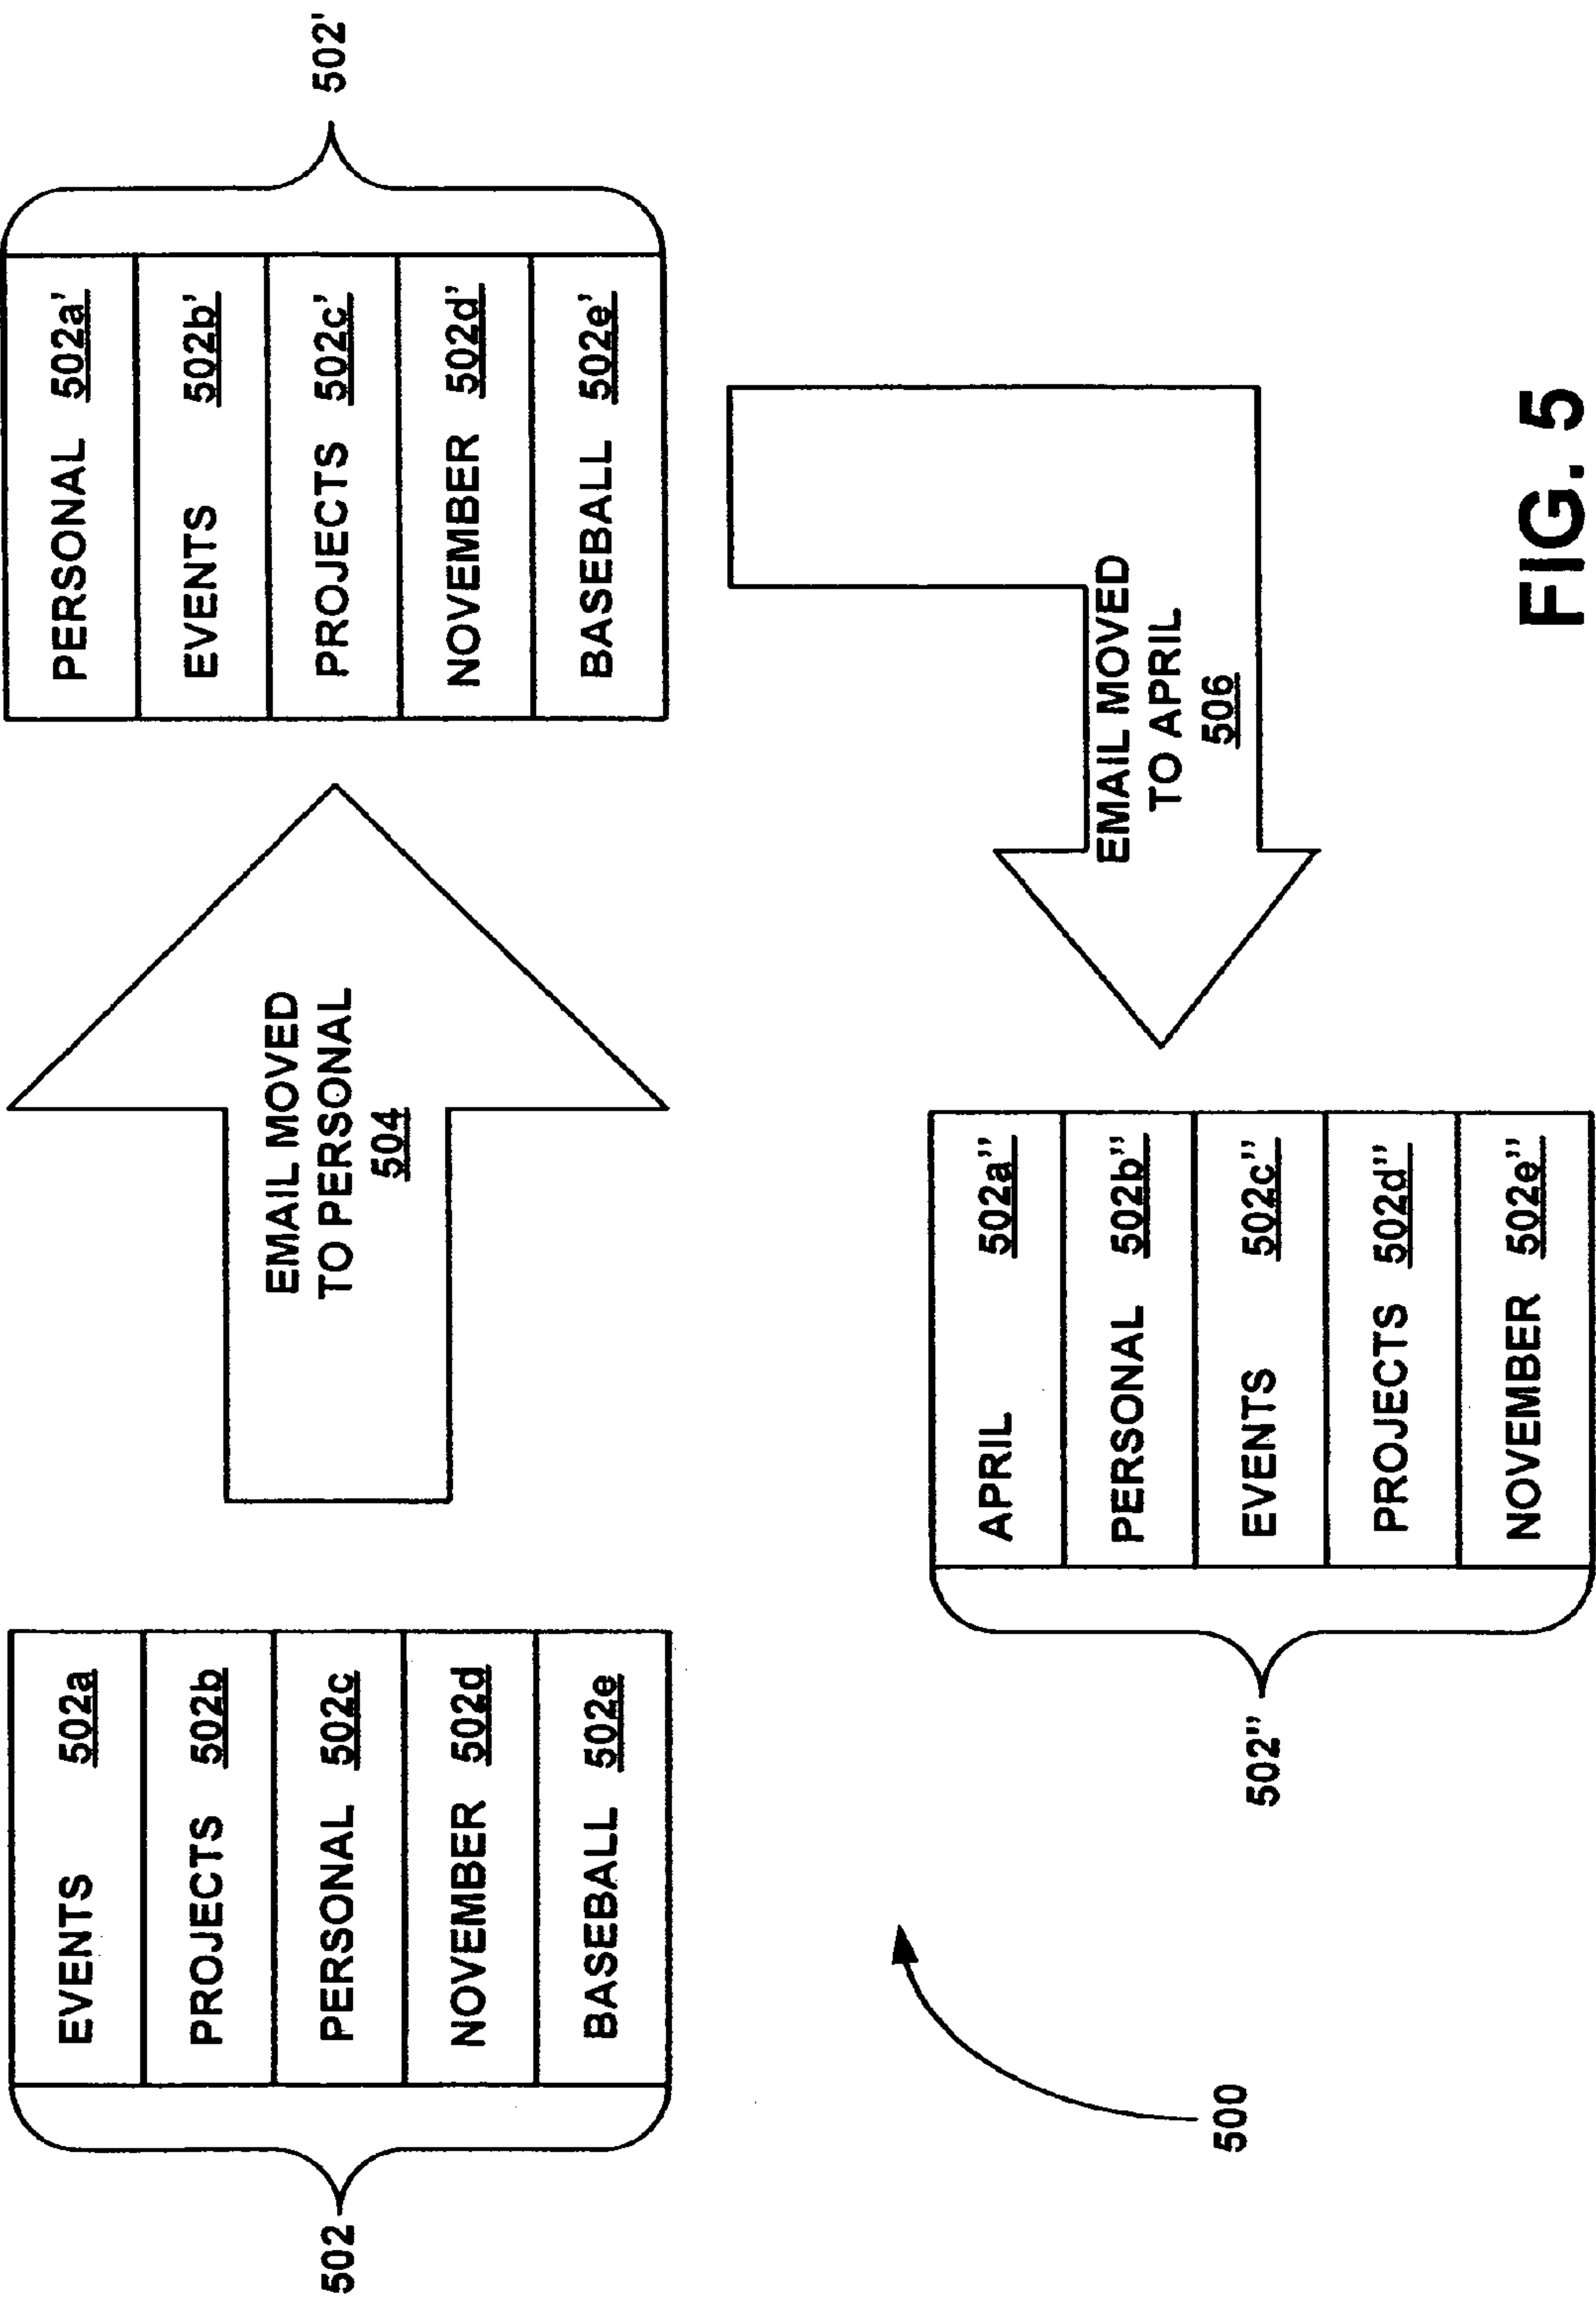 502
EVENTS 502a
PROJECTS 502b
PERSONAL 502c
NOVEMBER 502d
BASEBALL 502e
EMAIL MOVED
TO PERSONAL
504
PERSONAL 502a'
EVENTS 502b'
PROJECTS 502c'
NOVEMBER 502d'
BASEBALL 502e'
502'
EMAIL MOVED
TO APRIL
506
502"
APRIL 502a"
PERSONAL 502b"
EVENTS 502c"
PROJECTS 502d"
NOVEMBER 502e"
500
FIG. 5